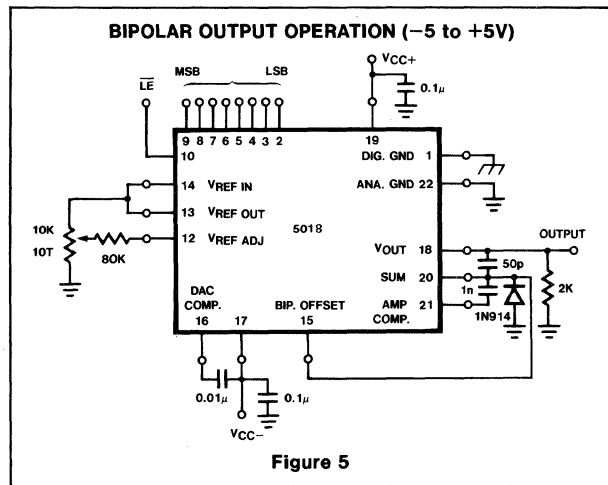 BIPOLAR OUTPUT OPERATION (−5 to +5V)
LE
MSB LSB
VCC+
0.1μ
9 8 7 6 5 4 3 2
19
10
DIG. GND 1
14 VREF IN
ANA. GND 22
13 VREF OUT
5018
10K
10T
80K
12 VREF ADJ
VOUT 18
OUTPUT
50p
SUM 20
1n
2K
DAC
COMP.
BIP. OFFSET
AMP 21
COMP.
1N914
16 17 15
0.01μ
0.1μ
VCC−
Figure 5